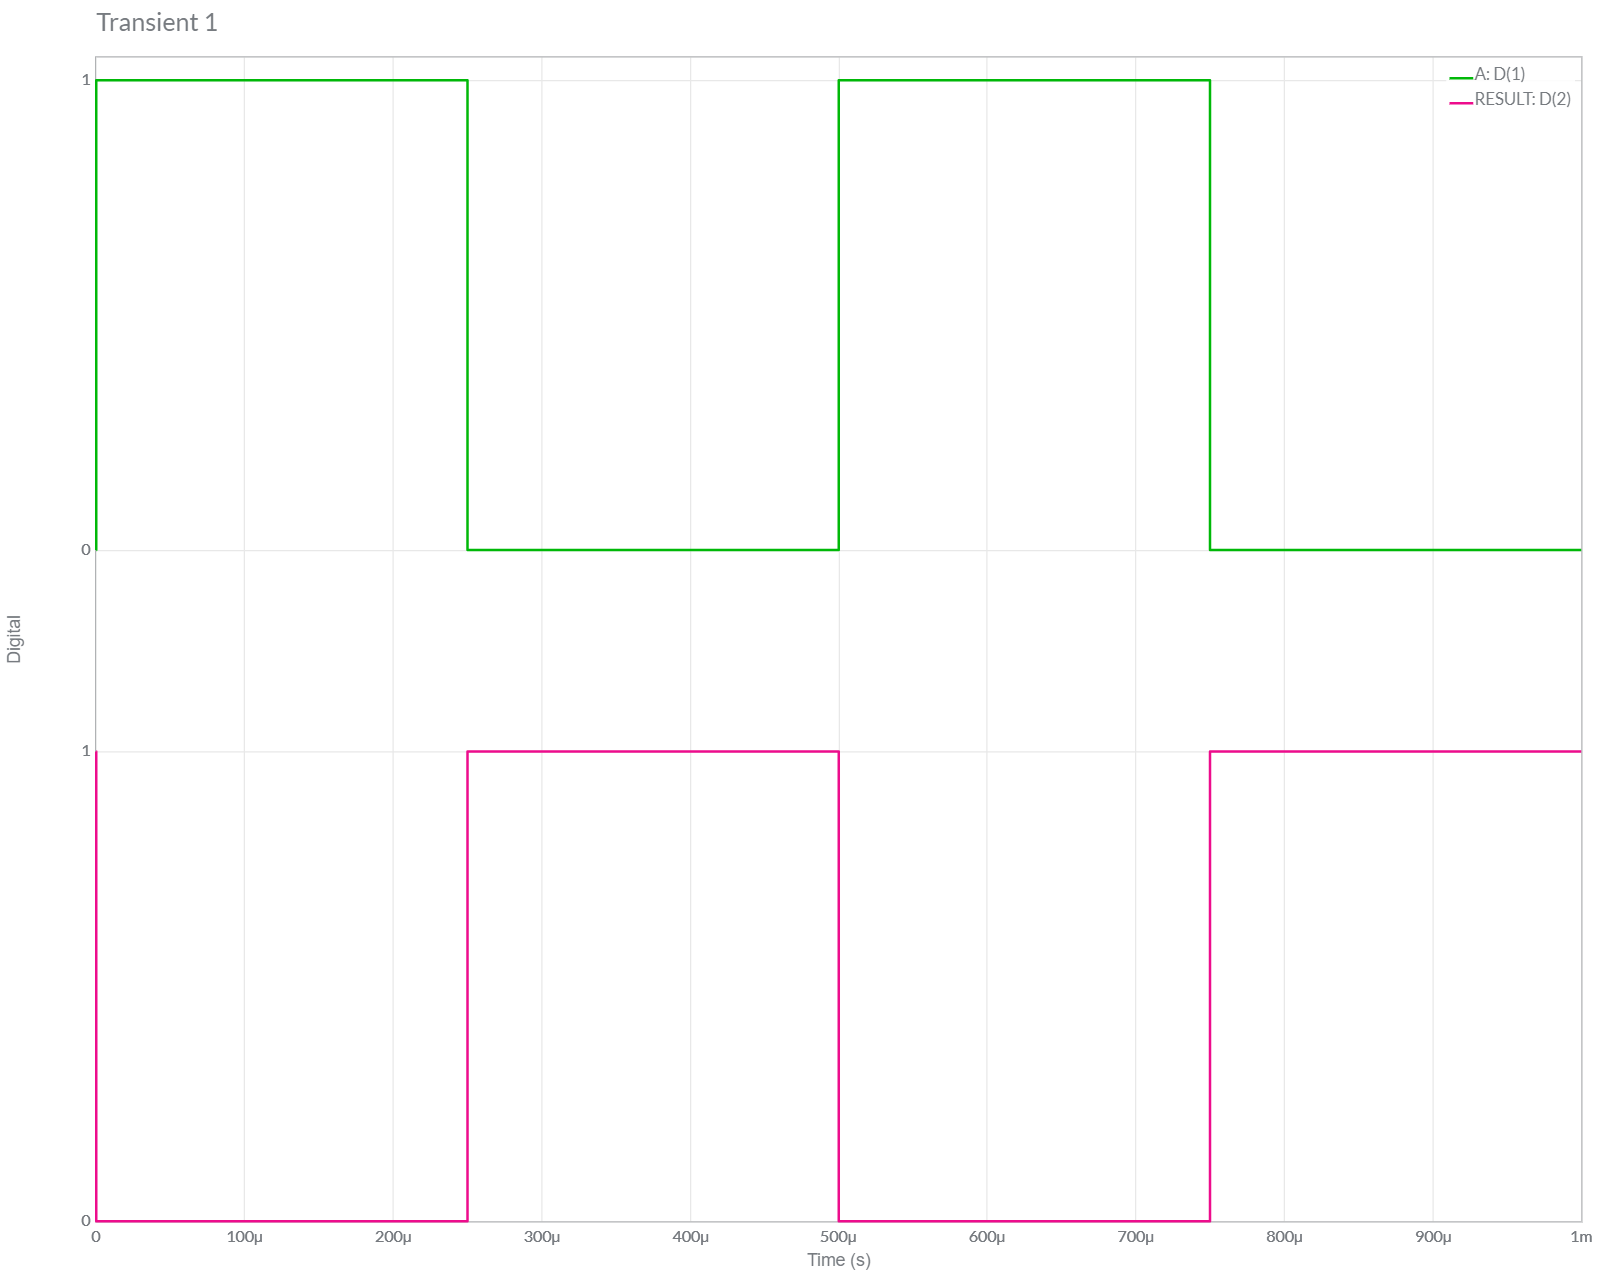 Transient 1
A: D(1)
RESULT: D(2)
1
0
Digital
1
0
0 100µ 200µ 300µ 400µ 500µ 600µ 700µ 800µ 900µ 1m
Time (s)